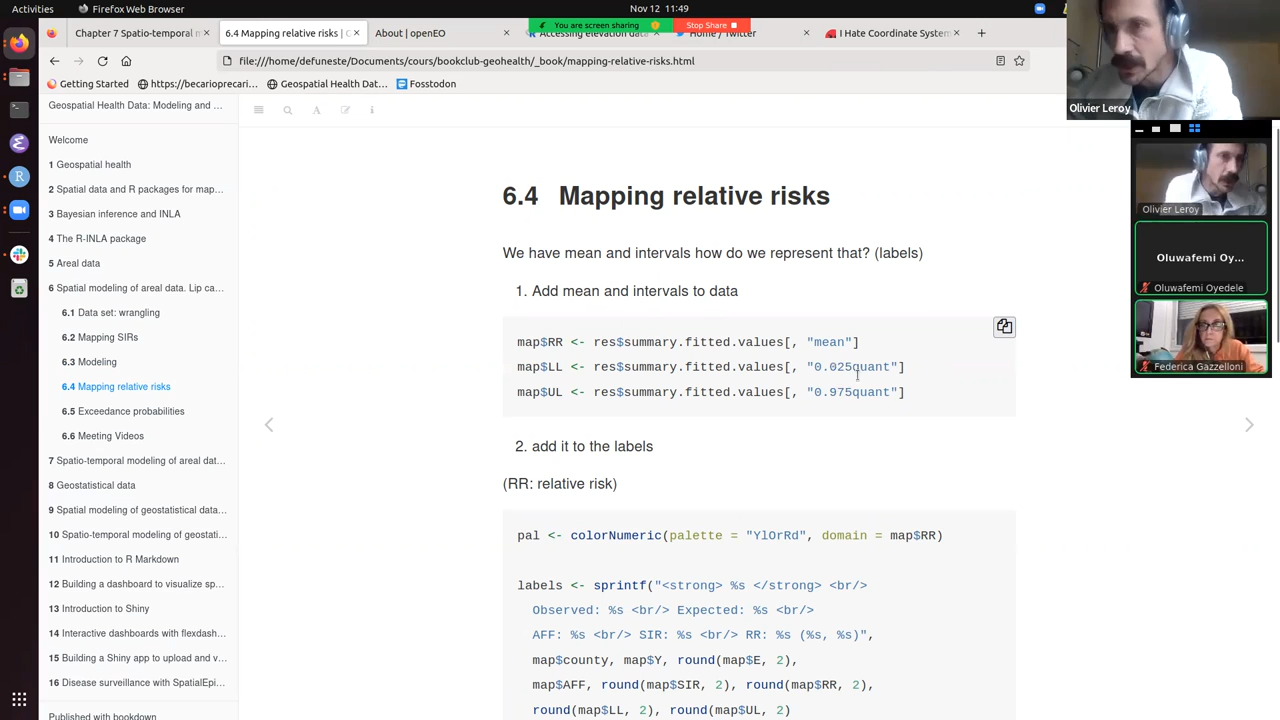 Activities
Firefox Web Browser
Nov 12 11:49
You are screen sharing
Stop Share
Chapter 7 Spatio-temporal m
6.4 Mapping relative risks | C
About | openEO
Accessing elevation data
Home / Twitter
I Hate Coordinate System
file:///home/defuneste/Documents/cours/bookclub-geohealth/_book/mapping-relative-risks.html
Getting Started
https://becarioprecari...
Geospatial Health Dat...
Fosstodon
Geospatial Health Data: Modeling and ...
Welcome
1 Geospatial health
2 Spatial data and R packages for map...
3 Bayesian inference and INLA
4 The R-INLA package
5 Areal data
6 Spatial modeling of areal data. Lip ca...
6.1 Data set: wrangling
6.2 Mapping SIRs
6.3 Modeling
6.4 Mapping relative risks
6.5 Exceedance probabilities
6.6 Meeting Videos
7 Spatio-temporal modeling of areal dat...
8 Geostatistical data
9 Spatial modeling of geostatistical data...
10 Spatio-temporal modeling of geostati...
11 Introduction to R Markdown
12 Building a dashboard to visualize sp...
13 Introduction to Shiny
14 Interactive dashboards with flexdash...
15 Building a Shiny app to upload and v...
16 Disease surveillance with SpatialEpi...
Published with bookdown
6.4 Mapping relative risks
We have mean and intervals how do we represent that? (labels)
1. Add mean and intervals to data
map$RR <- res$summary.fitted.values[, "mean"]
map$LL <- res$summary.fitted.values[, "0.025quant"]
map$UL <- res$summary.fitted.values[, "0.975quant"]
2. add it to the labels
(RR: relative risk)
pal <- colorNumeric(palette = "YlOrRd", domain = map$RR)
labels <- sprintf("<strong> %s </strong> <br/>
Observed: %s <br/> Expected: %s <br/>
AFF: %s <br/> SIR: %s <br/> RR: %s (%s, %s)",
map$county, map$Y, round(map$E, 2),
map$AFF, round(map$SIR, 2), round(map$RR, 2),
round(map$LL, 2), round(map$UL, 2)
Olivier Leroy
Olivier Leroy
Oluwafemi Oy...
Oluwafemi Oyedele
Federica Gazzelloni